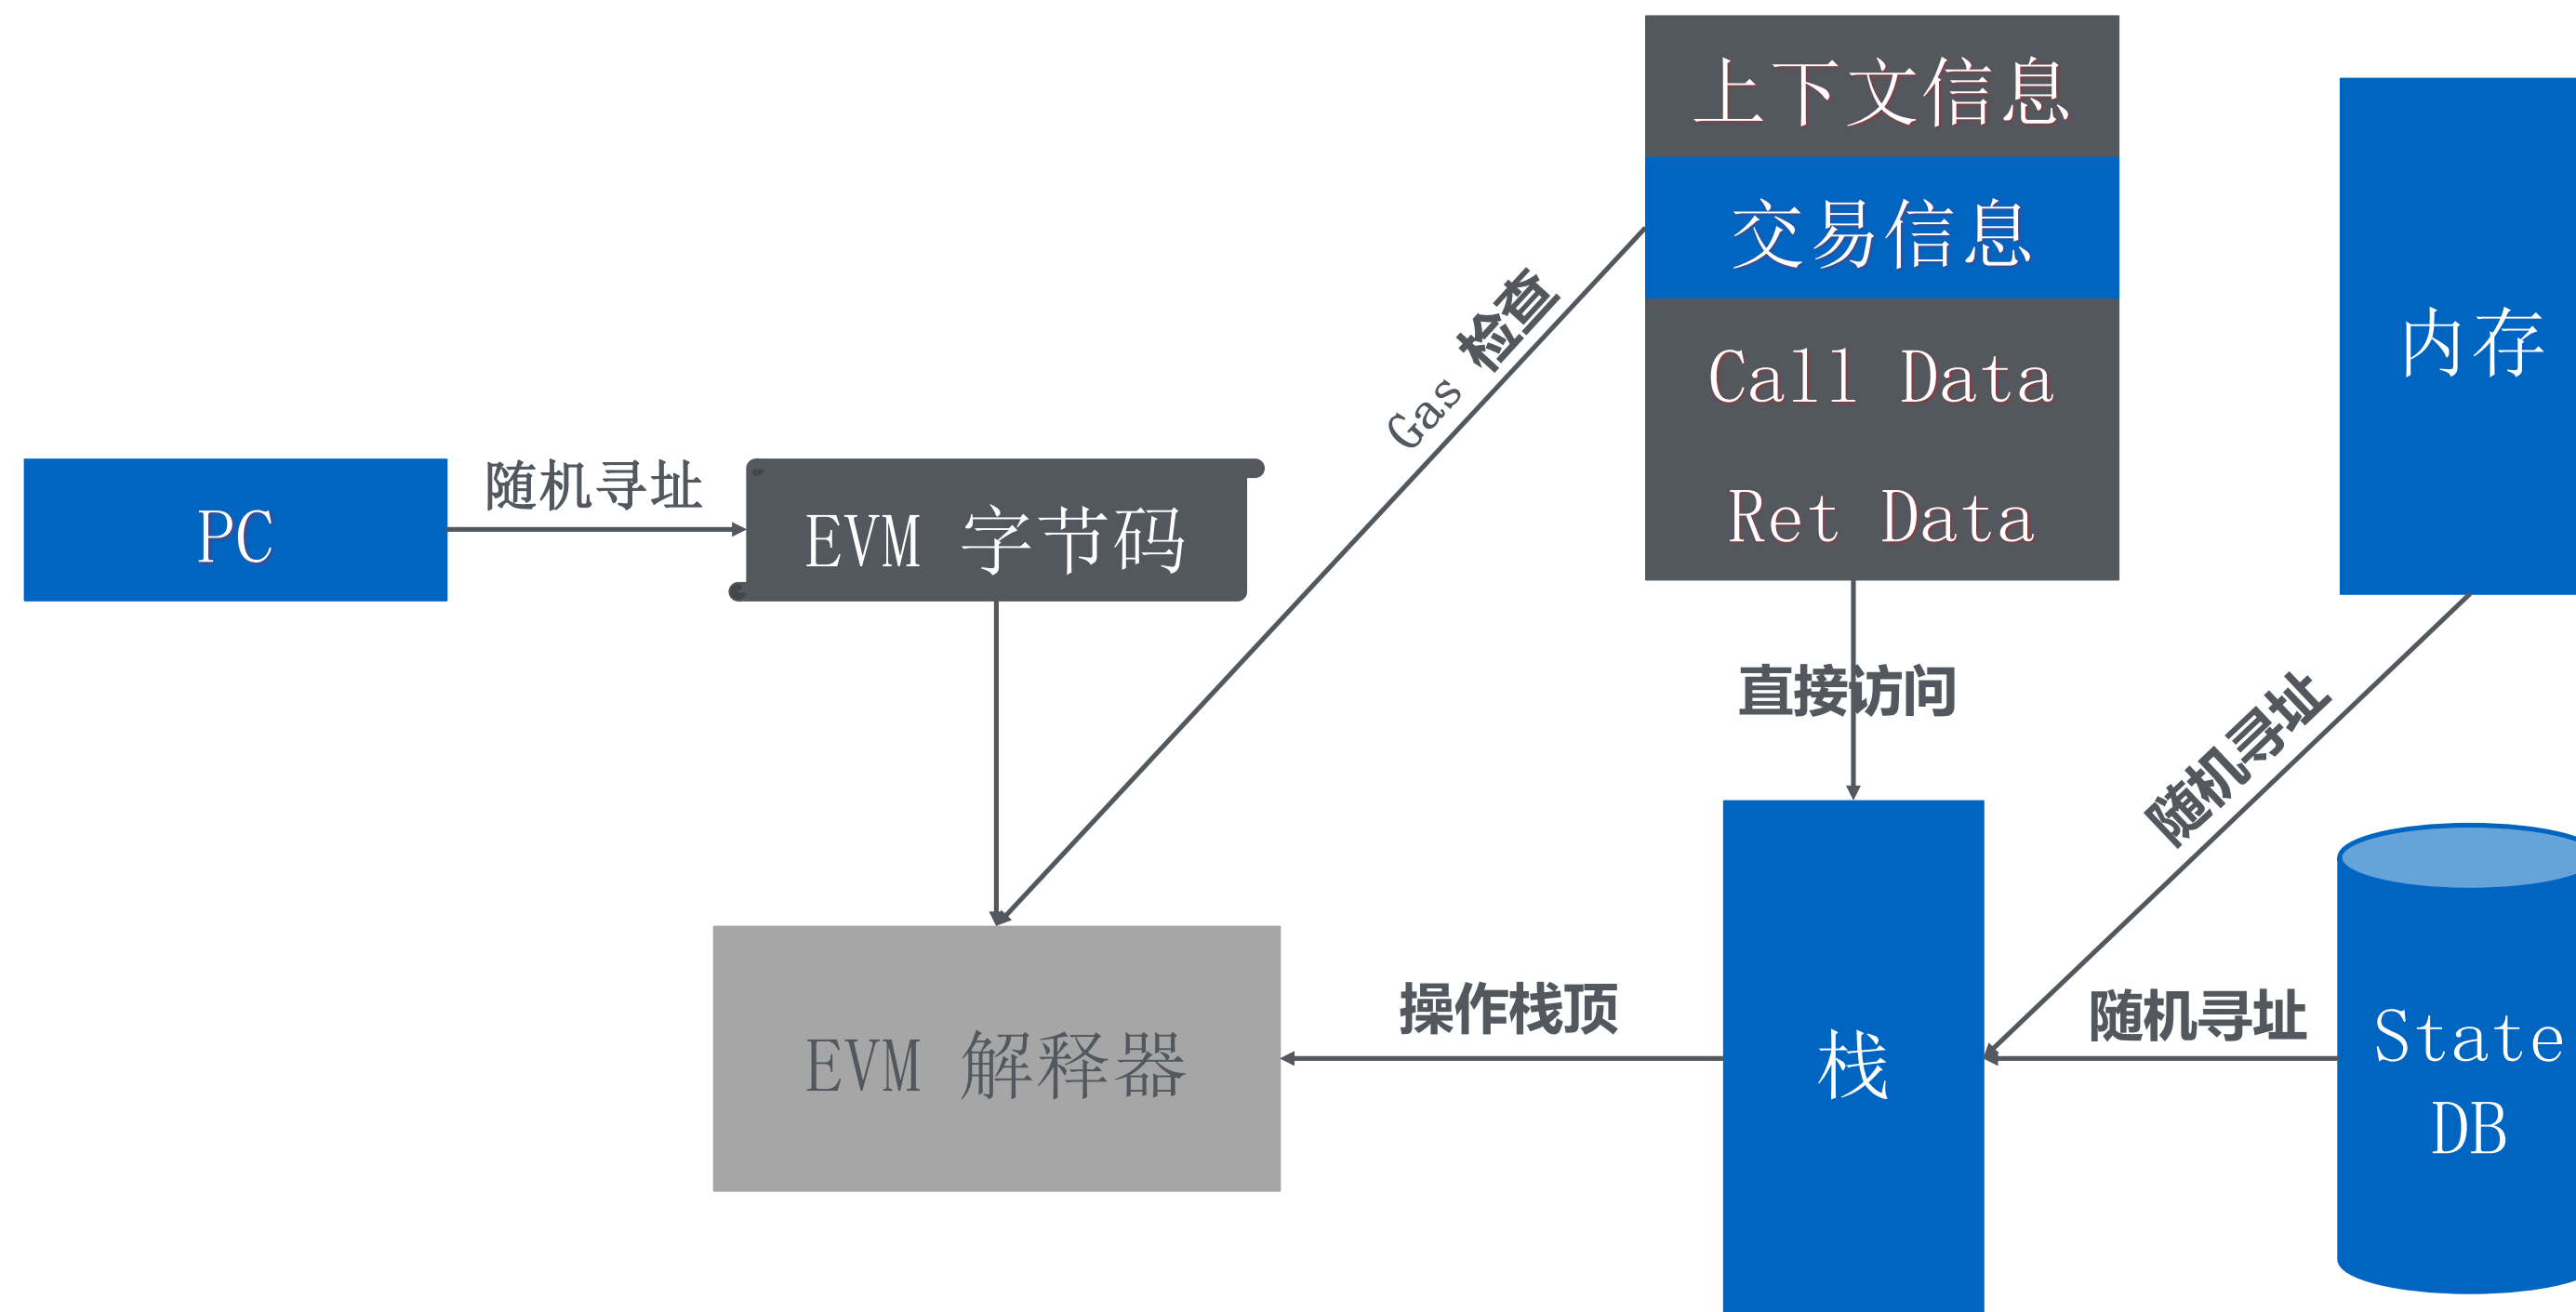 上下文信息
交易信息
Call Data
Ret Data
内存
Gas 检查
PC
随机寻址
EVM 字节码
直接访问
随机寻址
EVM 解释器
操作栈顶
栈
随机寻址
State
DB